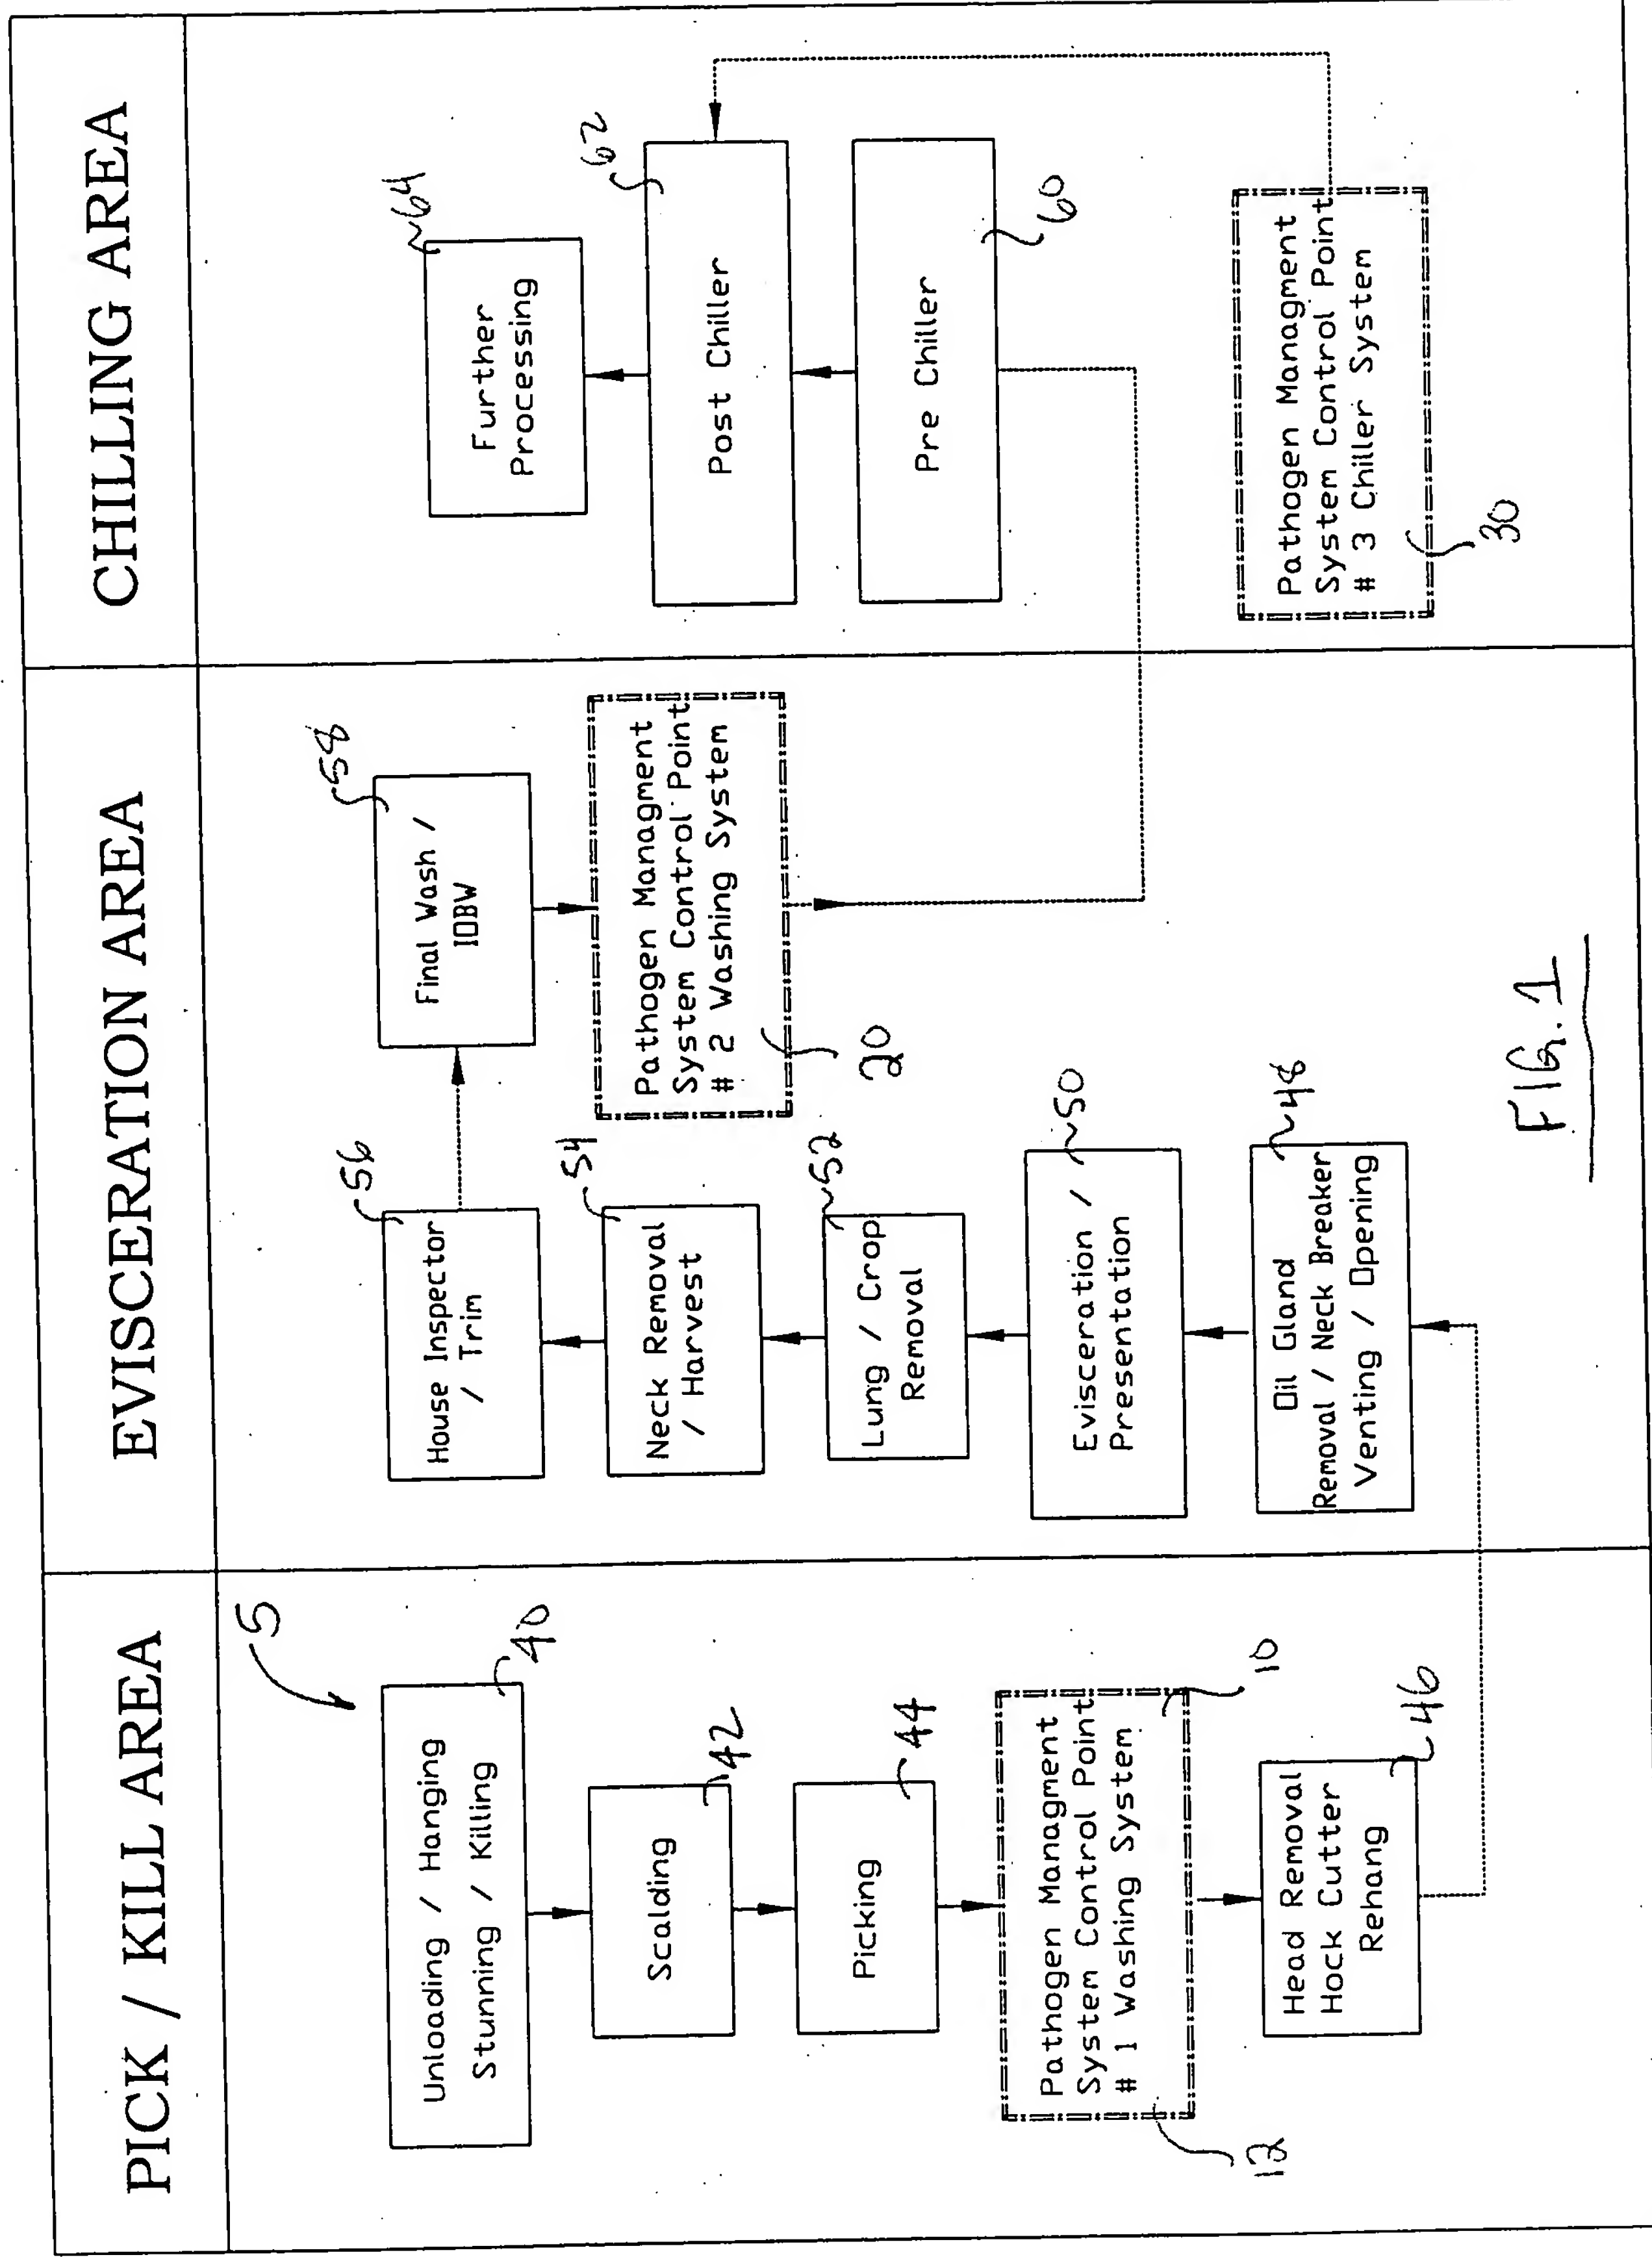 PICK / KILL AREA
5
Unloading / Hanging
Stunning / Killing
40
Scalding
42
Picking
44
Pathogen Managment
System Control Point
# 1 Washing System
10
12
Head Removal
Hock Cutter
Rehang
46
EVISCERATION AREA
House Inspector
/ Trim
56
Neck Removal
/ Harvest
54
Lung / Crop
Removal
52
Evisceration /
Presentation
50
Oil Gland
Removal / Neck Breaker
Venting / Opening
48
Final Wash /
IOBW
58
Pathogen Managment
System Control Point
# 2 Washing System
20
CHILLING AREA
Further
Processing
64
Post Chiller
62
Pre Chiller
60
Pathogen Managment
System Control Point
# 3 Chiller System
30
FIG. 1